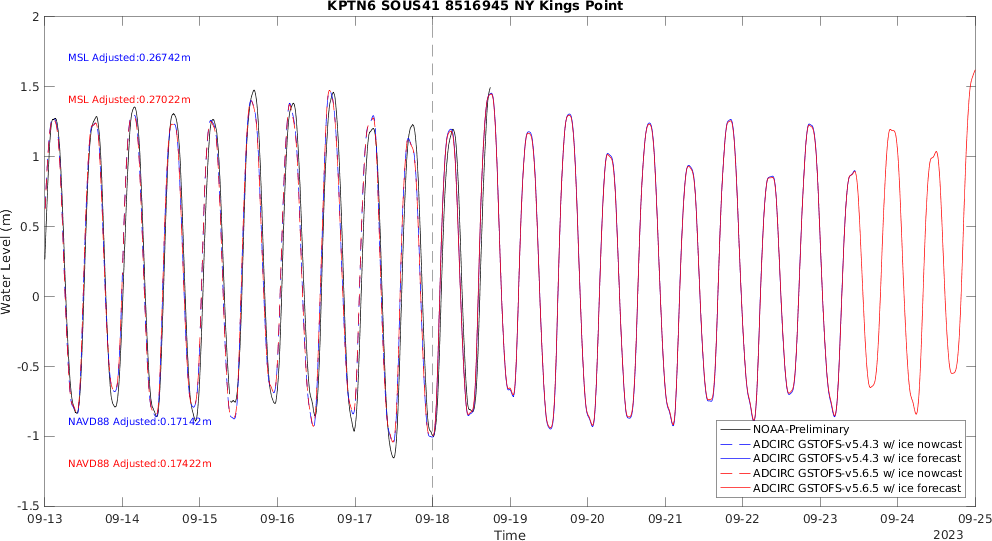 KPTN6 SOUS41 8516945 NY Kings Point
MSL Adjusted:0.26742m
MSL Adjusted:0.27022m
NAVD88 Adjusted:0.17142m
NAVD88 Adjusted:0.17422m
Water Level (m)
2
1.5
1
0.5
0
-0.5
-1
-1.5
NOAA-Preliminary
ADCIRC GSTOFS-v5.4.3 w/ ice nowcast
ADCIRC GSTOFS-v5.4.3 w/ ice forecast
ADCIRC GSTOFS-v5.6.5 w/ ice nowcast
ADCIRC GSTOFS-v5.6.5 w/ ice forecast
09-13 09-14 09-15 09-16 09-17 09-18 09-19 09-20 09-21 09-22 09-23 09-24 09-25
Time
2023